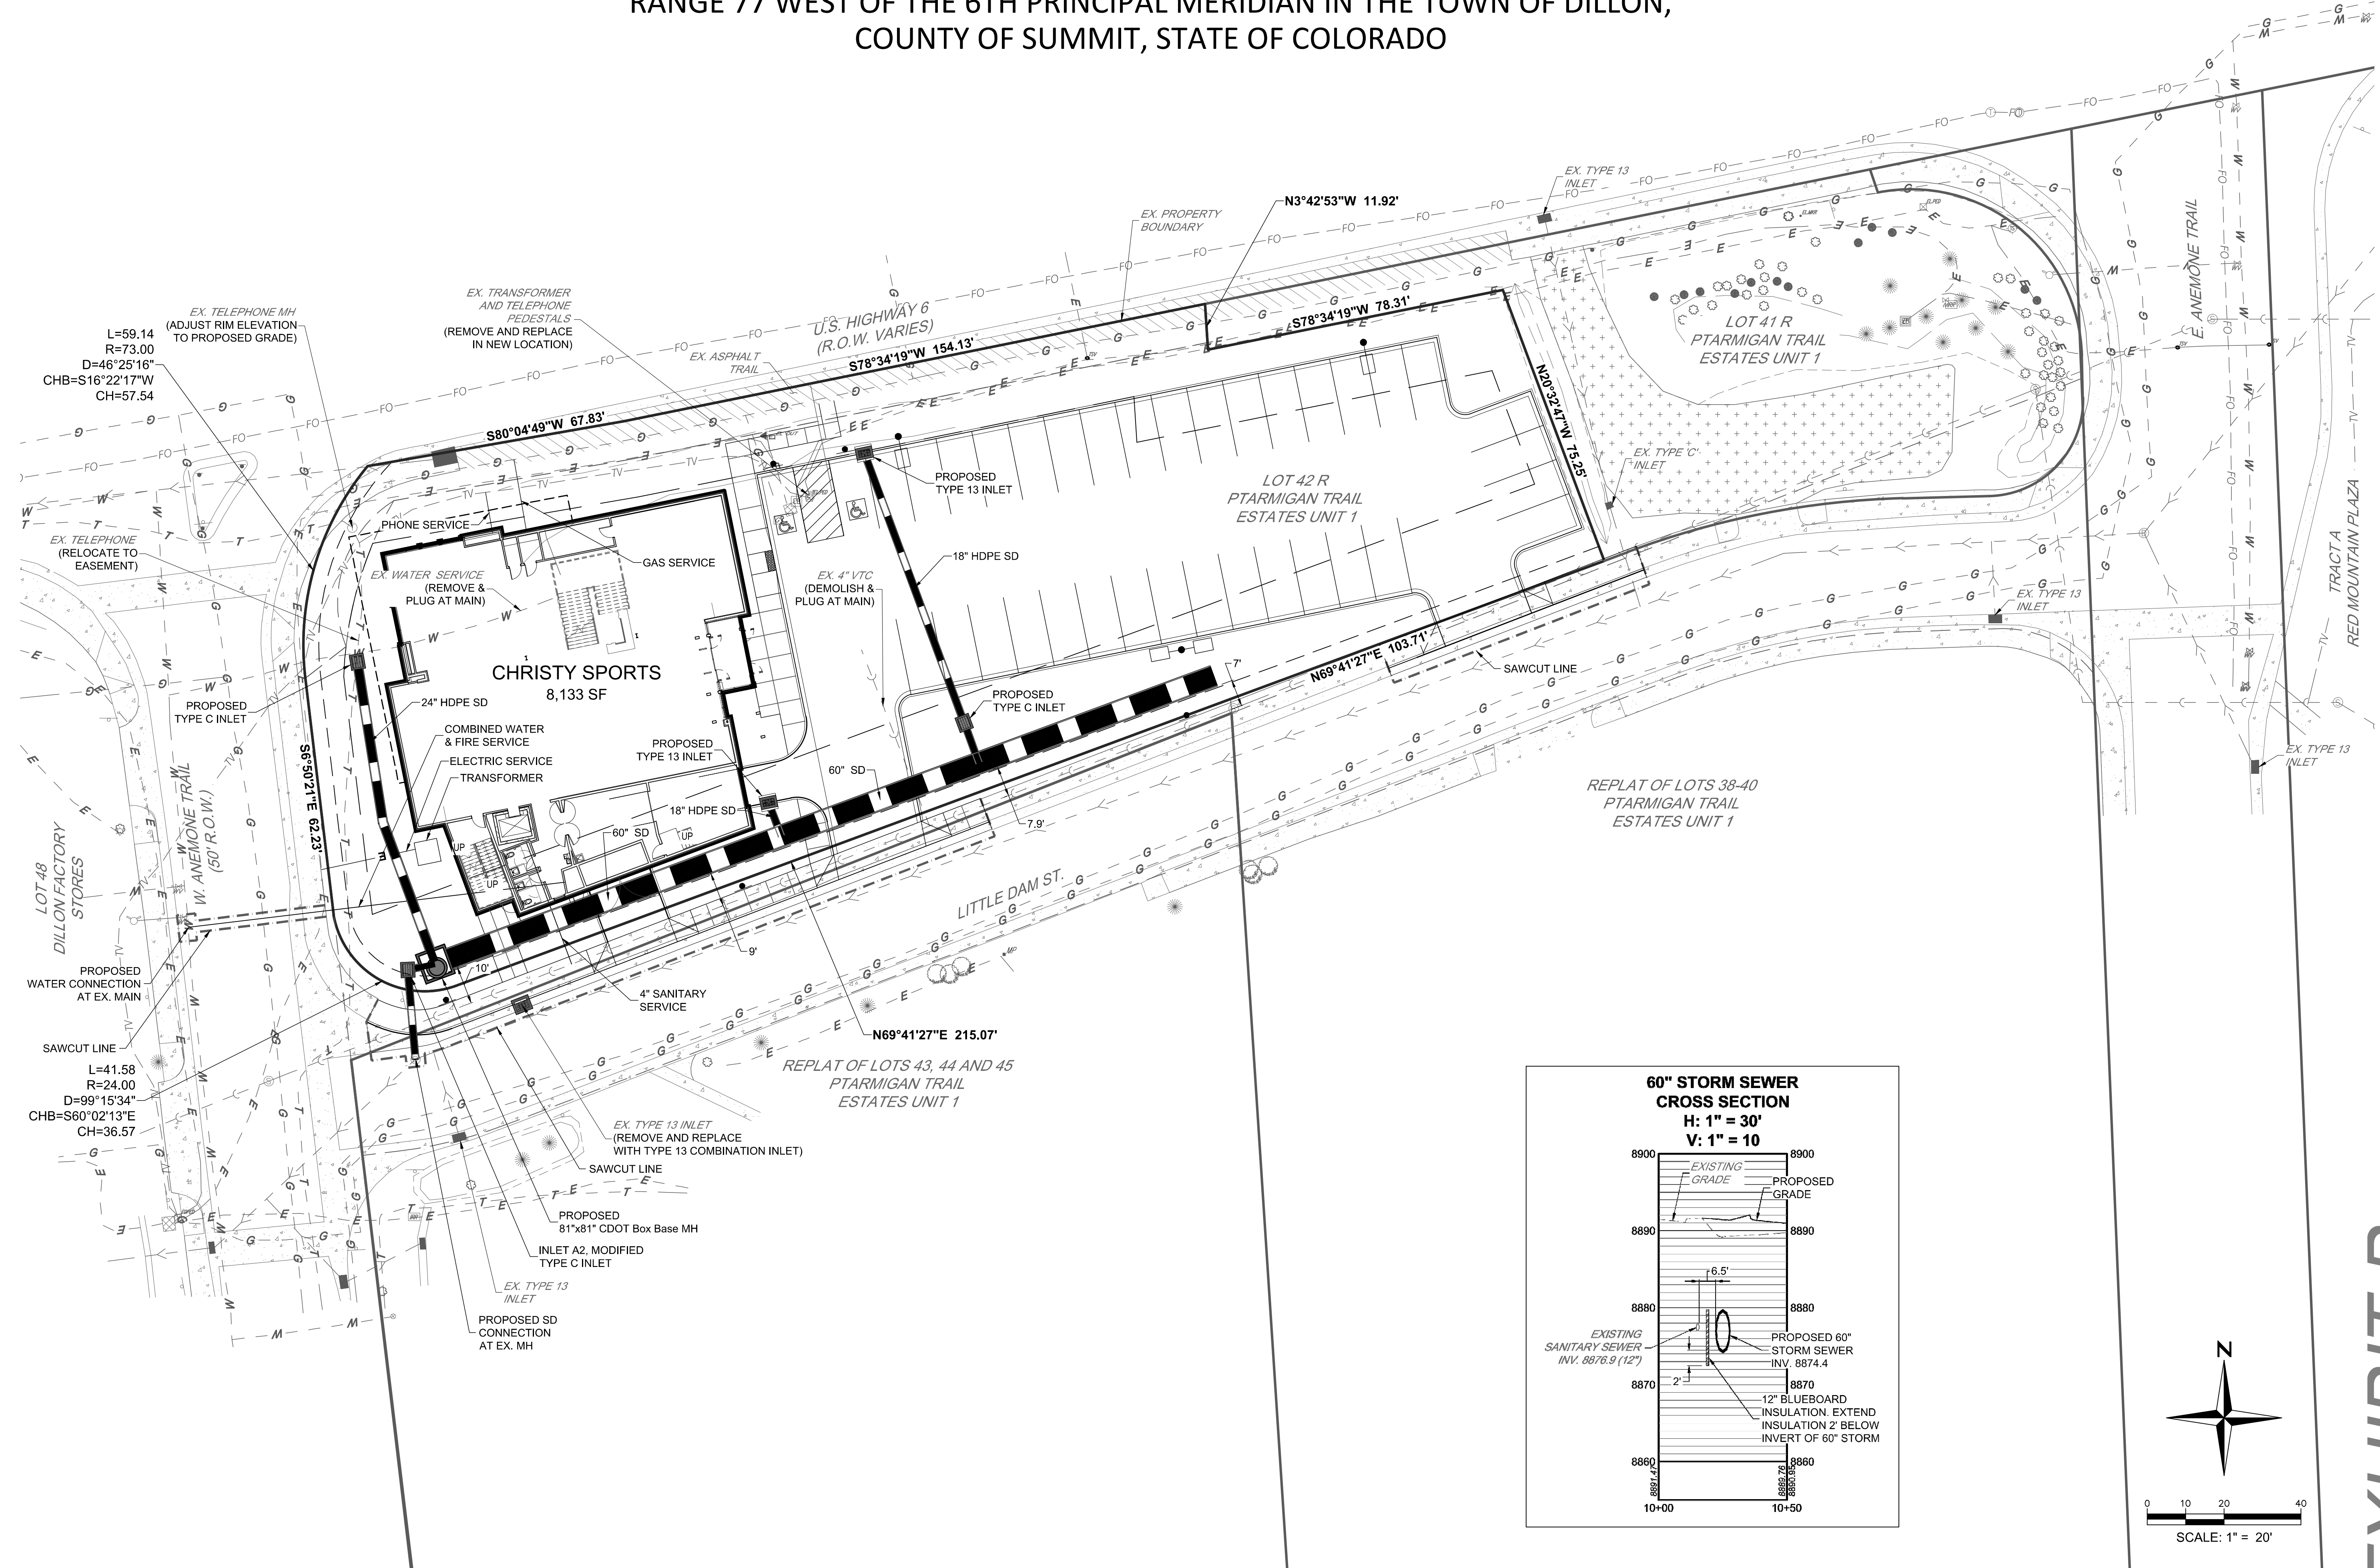 RANGE 77 WEST OF THE 6TH PRINCIPAL MERIDIAN IN THE TOWN OF DILLON,
COUNTY OF SUMMIT, STATE OF COLORADO
EX. TYPE 13
INLET
N3°42'53"W 11.92'
EX. PROPERTY
BOUNDARY
EX. TRANSFORMER
AND TELEPHONE
PEDESTALS
(REMOVE AND REPLACE
IN NEW LOCATION)
U.S. HIGHWAY 6
(R.O.W. VARIES)
EX. TELEPHONE MH
(ADJUST RIM ELEVATION
TO PROPOSED GRADE)
L=59.14
R=73.00
D=46°25'16"
CHB=S16°22'17"W
CH=57.54
EX. ASPHALT
TRAIL
S78°34'19"W 154.13'
S78°34'19"W 78.31'
S80°04'49"W 67.83'
N20°32'47"W 75.25'
LOT 41 R
PTARMIGAN TRAIL
ESTATES UNIT 1
E. ANEMONE TRAIL
TRACT A
RED MOUNTAIN PLAZA
EX. TYPE 'C'
INLET
PROPOSED
TYPE 13 INLET
LOT 42 R
PTARMIGAN TRAIL
ESTATES UNIT 1
PHONE SERVICE
EX. TELEPHONE
(RELOCATE TO
EASEMENT)
GAS SERVICE
18" HDPE SD
EX. WATER SERVICE
(REMOVE &
PLUG AT MAIN)
EX. 4" VTC
(DEMOLISH &
PLUG AT MAIN)
EX. TYPE 13
INLET
CHRISTY SPORTS
8,133 SF
N69°41'27"E 103.71'
7'
SAWCUT LINE
PROPOSED
TYPE C INLET
24" HDPE SD
PROPOSED
TYPE C INLET
COMBINED WATER
& FIRE SERVICE
PROPOSED
TYPE 13 INLET
ELECTRIC SERVICE
TRANSFORMER
60" SD
EX. TYPE 13
INLET
S6°50'21"E 62.23'
W. ANEMONE TRAIL
(50' R.O.W.)
LOT 48
DILLON FACTORY
STORES
18" HDPE SD
60" SD
UP
UP
UP
7.9'
REPLAT OF LOTS 38-40
PTARMIGAN TRAIL
ESTATES UNIT 1
LITTLE DAM ST.
9'
10'
PROPOSED
WATER CONNECTION
AT EX. MAIN
4" SANITARY
SERVICE
N69°41'27"E 215.07'
SAWCUT LINE
L=41.58
R=24.00
D=99°15'34"
CHB=S60°02'13"E
CH=36.57
REPLAT OF LOTS 43, 44 AND 45
PTARMIGAN TRAIL
ESTATES UNIT 1
EX. TYPE 13 INLET
(REMOVE AND REPLACE
WITH TYPE 13 COMBINATION INLET)
SAWCUT LINE
PROPOSED
81"x81" CDOT Box Base MH
INLET A2, MODIFIED
TYPE C INLET
EX. TYPE 13
INLET
PROPOSED SD
CONNECTION
AT EX. MH
60" STORM SEWER
CROSS SECTION
H: 1" = 30'
V: 1" = 10
8900 8900
EXISTING
GRADE
PROPOSED
GRADE
8890 8890
6.5'
8880 8880
EXISTING
SANITARY SEWER
INV. 8876.9 (12")
PROPOSED 60"
STORM SEWER
INV. 8874.4
2'
8870 8870
12" BLUEBOARD
INSULATION. EXTEND
INSULATION 2' BELOW
INVERT OF 60" STORM
8860 8860
8891.47
8889.76
8890.95
10+00 10+50
N
0 10 20 40
SCALE: 1" = 20'